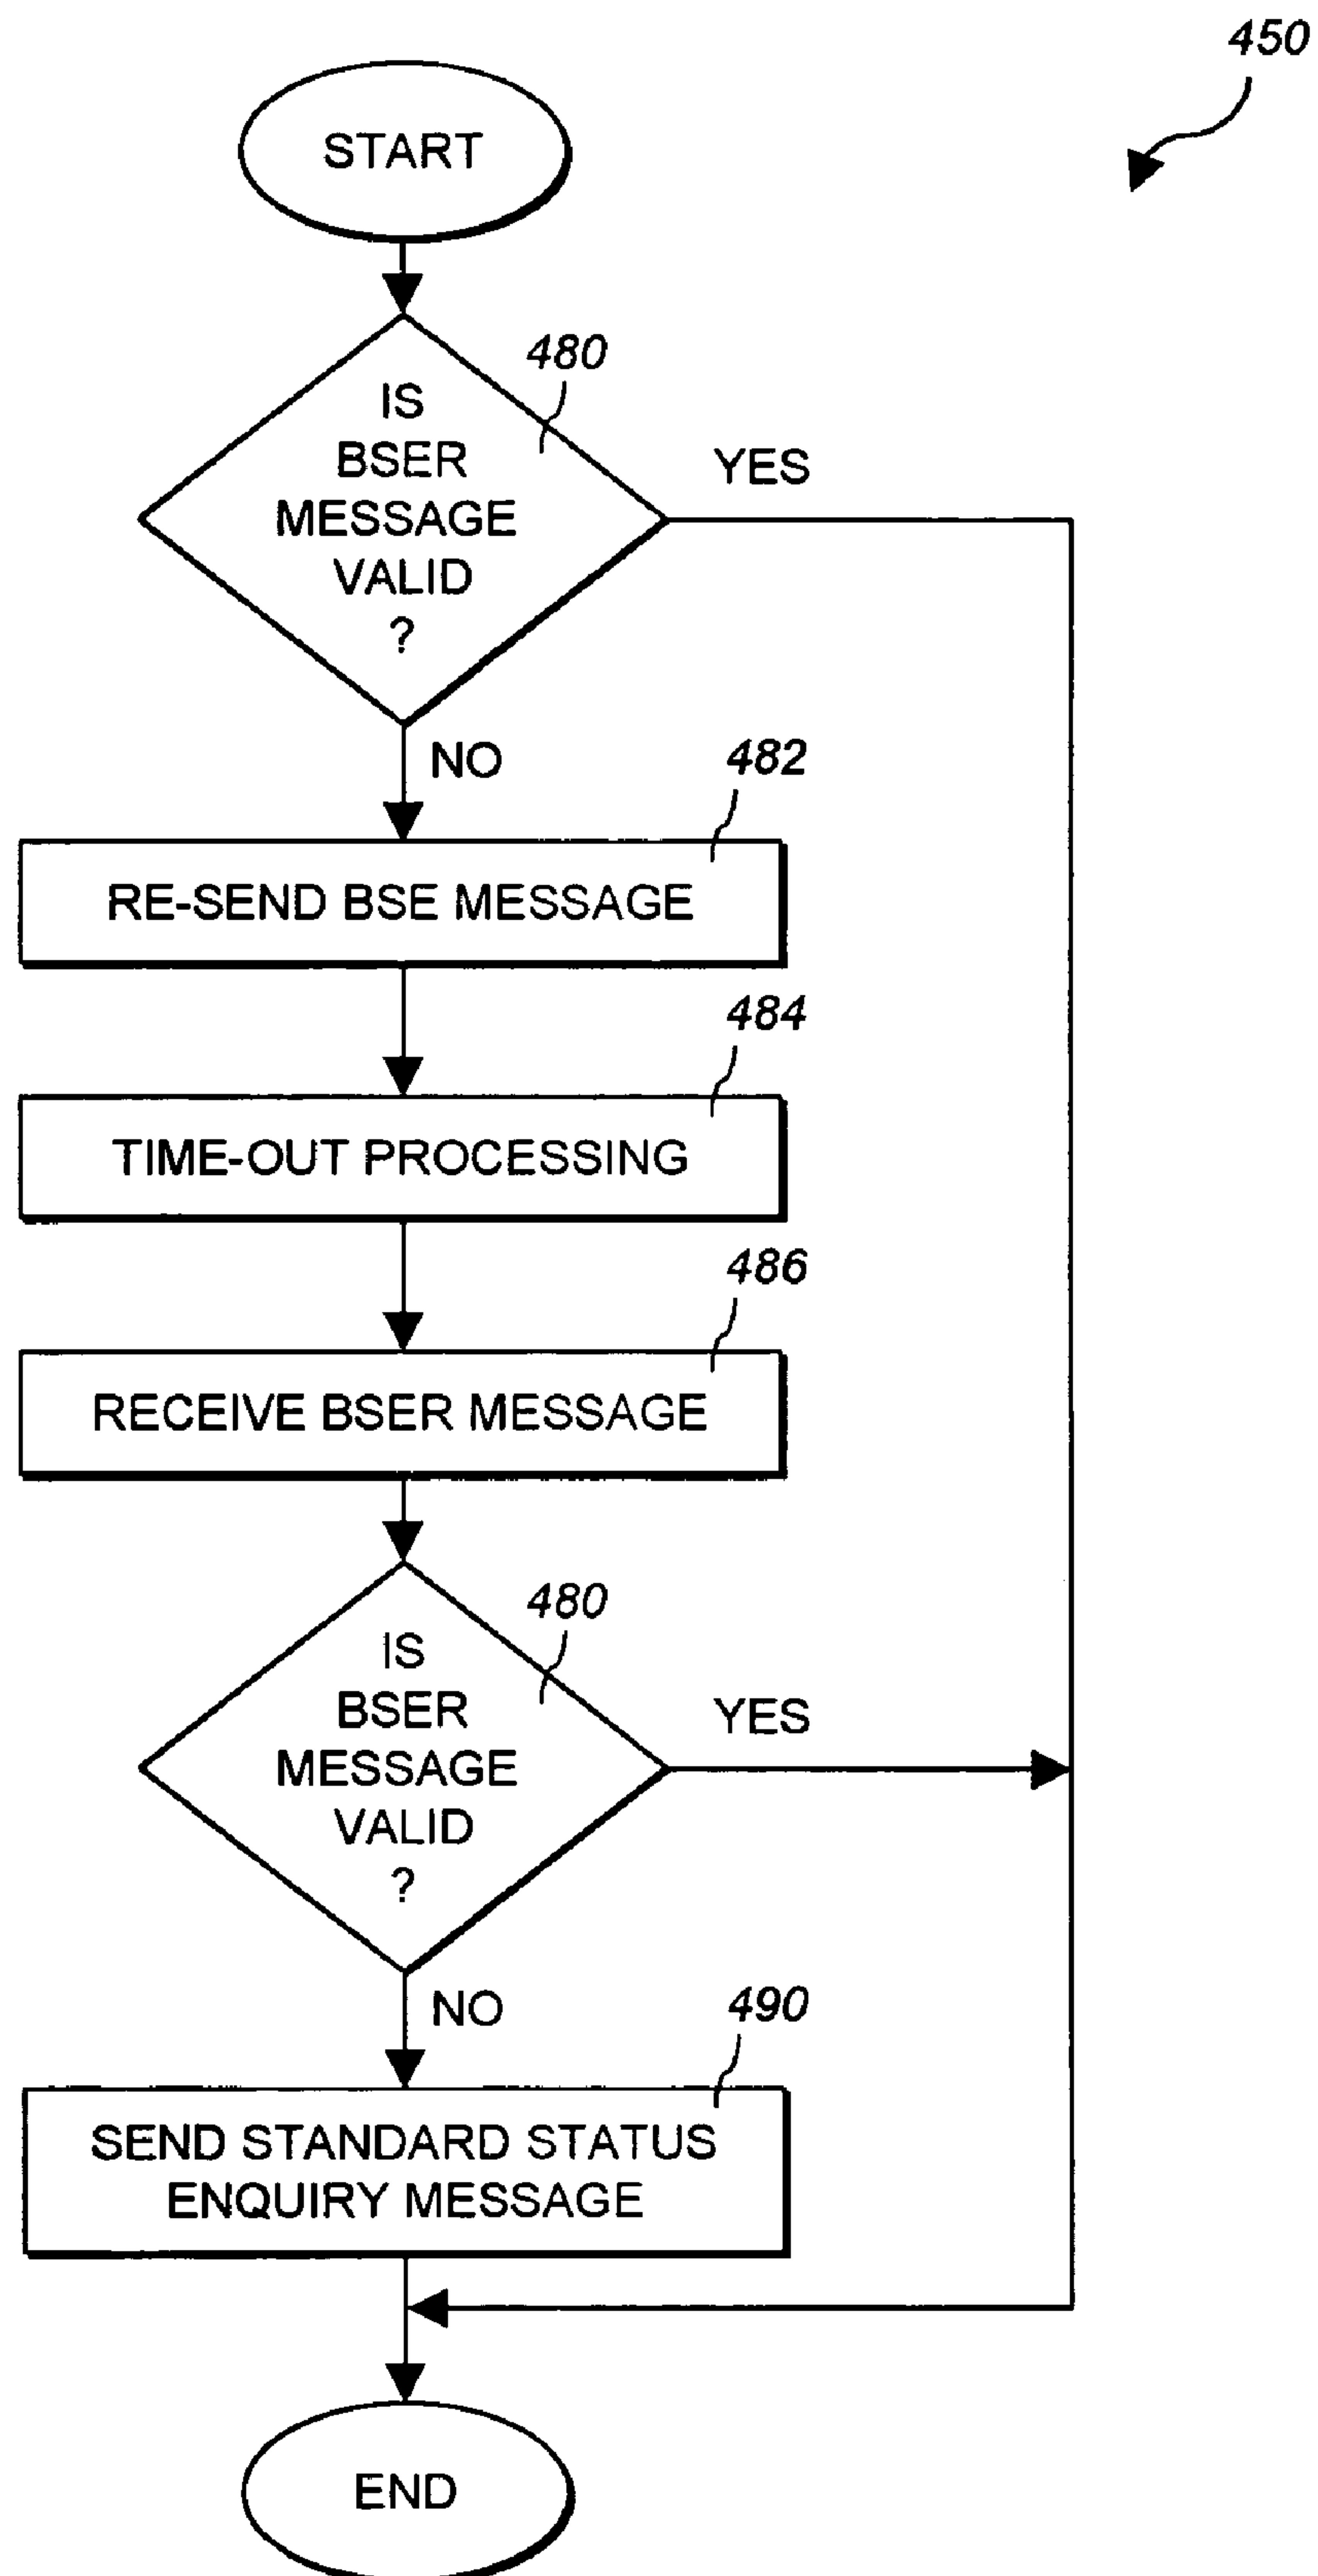 450
START
480
IS
BSER
MESSAGE
VALID
?
YES
NO
482
RE-SEND BSE MESSAGE
484
TIME-OUT PROCESSING
486
RECEIVE BSER MESSAGE
480
IS
BSER
MESSAGE
VALID
?
YES
NO
490
SEND STANDARD STATUS
ENQUIRY MESSAGE
END